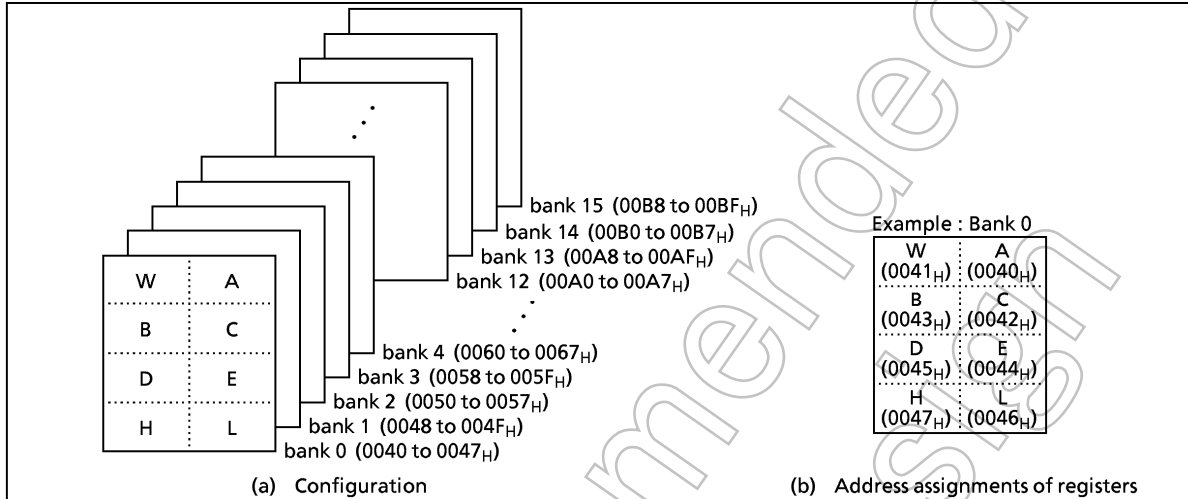 bank 15 (00B8 to 00BFH)
bank 14 (00B0 to 00B7H)
bank 13 (00A8 to 00AFH)
bank 12 (00A0 to 00A7H)
bank 4 (0060 to 0067H)
bank 3 (0058 to 005FH)
bank 2 (0050 to 0057H)
bank 1 (0048 to 004FH)
bank 0 (0040 to 0047H)
W A
B C
D E
H L
(a) Configuration
Example : Bank 0
W A
(0041H) (0040H)
B C
(0043H) (0042H)
D E
(0045H) (0044H)
H L
(0047H) (0046H)
(b) Address assignments of registers
mended
sign